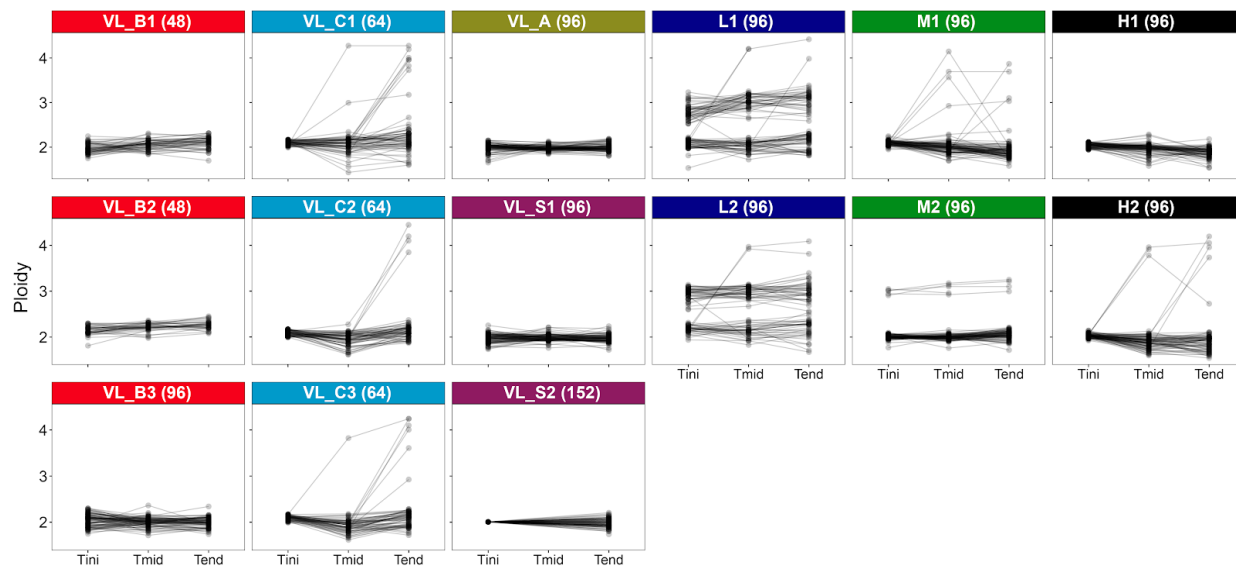 VL_B1 (48) VL_C1 (64) VL_A (96) L1 (96) M1 (96) H1 (96)
4
3
2
VL_B2 (48) VL_C2 (64) VL_S1 (96) L2 (96) M2 (96) H2 (96)
4
3
2
Ploidy
Tini Tmid Tend Tini Tmid Tend Tini Tmid Tend
VL_B3 (96) VL_C3 (64) VL_S2 (152)
4
3
2
Tini Tmid Tend Tini Tmid Tend Tini Tmid Tend